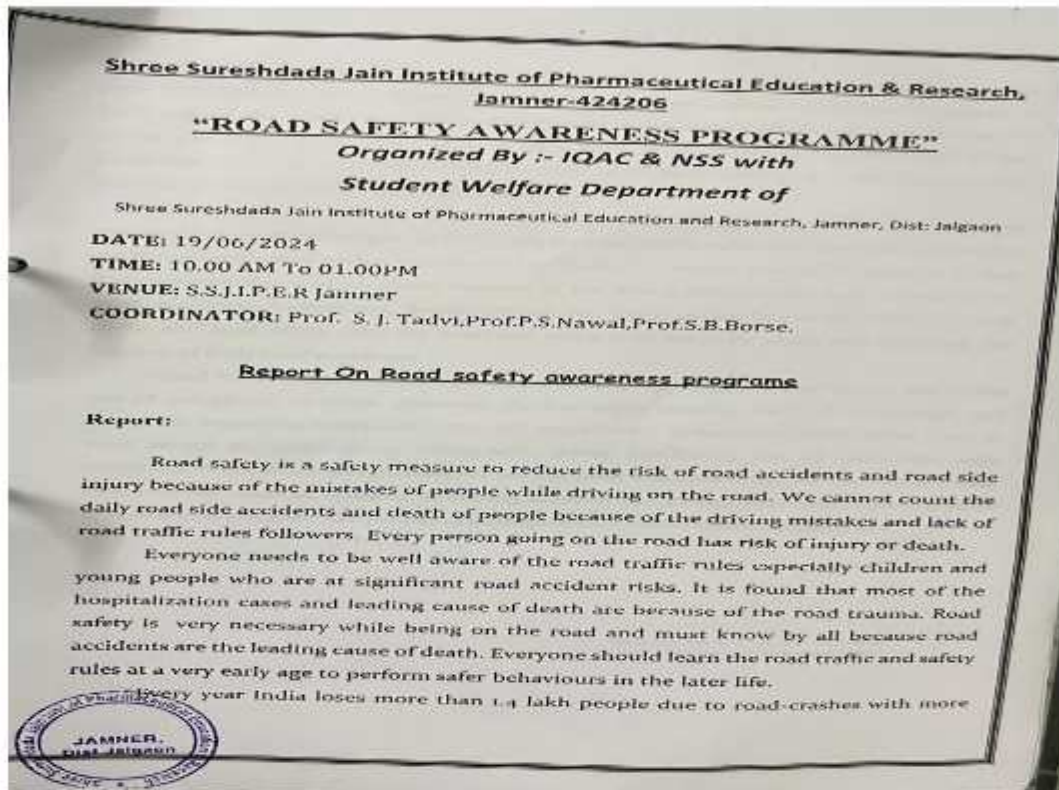 Shree Sureshdada Jain Institute of Pharmaceutical Education & Research,
Jamner-424206
“ROAD SAFETY AWARENESS PROGRAMME”
Organized By :- IQAC & NSS with
Student Welfare Department of
Shree Sureshdada Jain Institute of Pharmaceutical Education and Research, Jamner, Dist: Jalgaon
DATE: 19/06/2024
TIME: 10.00 AM To 01.00PM
VENUE: S.S.J.I.P.E.R Jamner
COORDINATOR: Prof. S. J. Tadvi,Prof.P.S.Nawal,Prof.S.B.Borse.
Report On Road safety awareness programe
Report:
Road safety is a safety measure to reduce the risk of road accidents and road side
injury because of the mistakes of people while driving on the road. We cannot count the
daily road side accidents and death of people because of the driving mistakes and lack of
road traffic rules followers. Every person going on the road has risk of injury or death.
Everyone needs to be well aware of the road traffic rules especially children and
young people who are at significant road accident risks. It is found that most of the
hospitalization cases and leading cause of death are because of the road trauma. Road
safety is very necessary while being on the road and must know by all because road
accidents are the leading cause of death. Everyone should learn the road traffic and safety
rules at a very early age to perform safer behaviours in the later life.
Every year India loses more than 1.4 lakh people due to road-crashes with more
JAMNER,
Dist Jalgaon